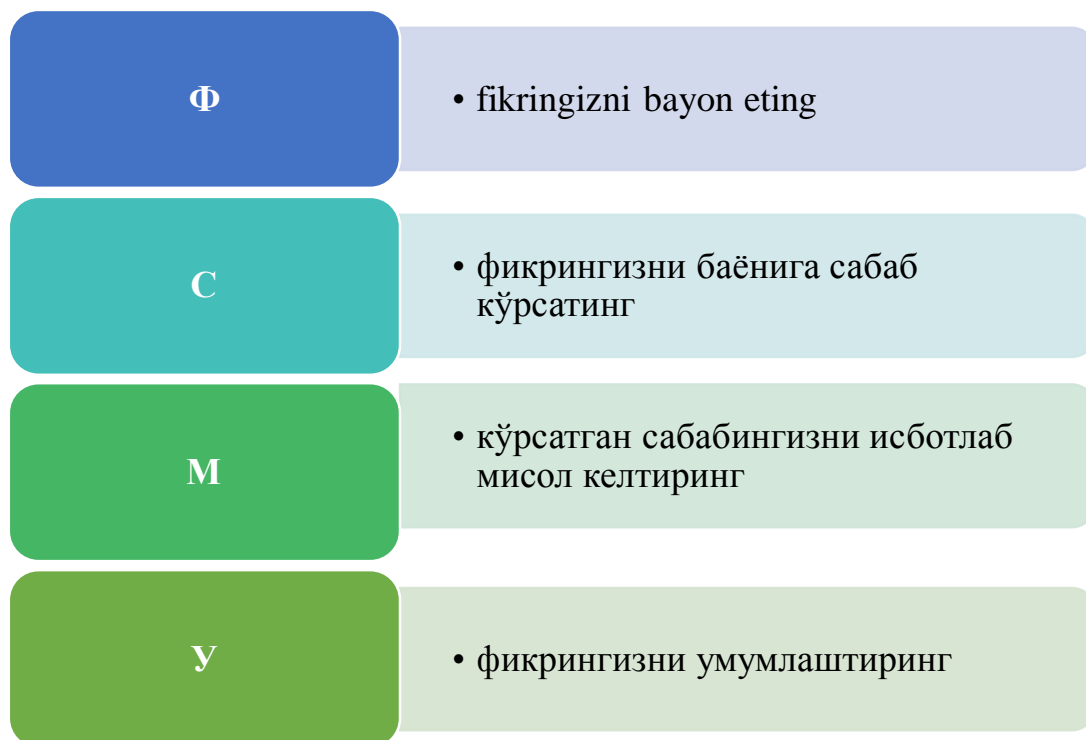 Ф
• fikringizni bayon eting
С
• фикрингизни баёнига сабаб
кўрсатинг
М
• кўрсатган сабабингизни исботлаб
мисол келтиринг
У
• фикрингизни умумлаштиринг